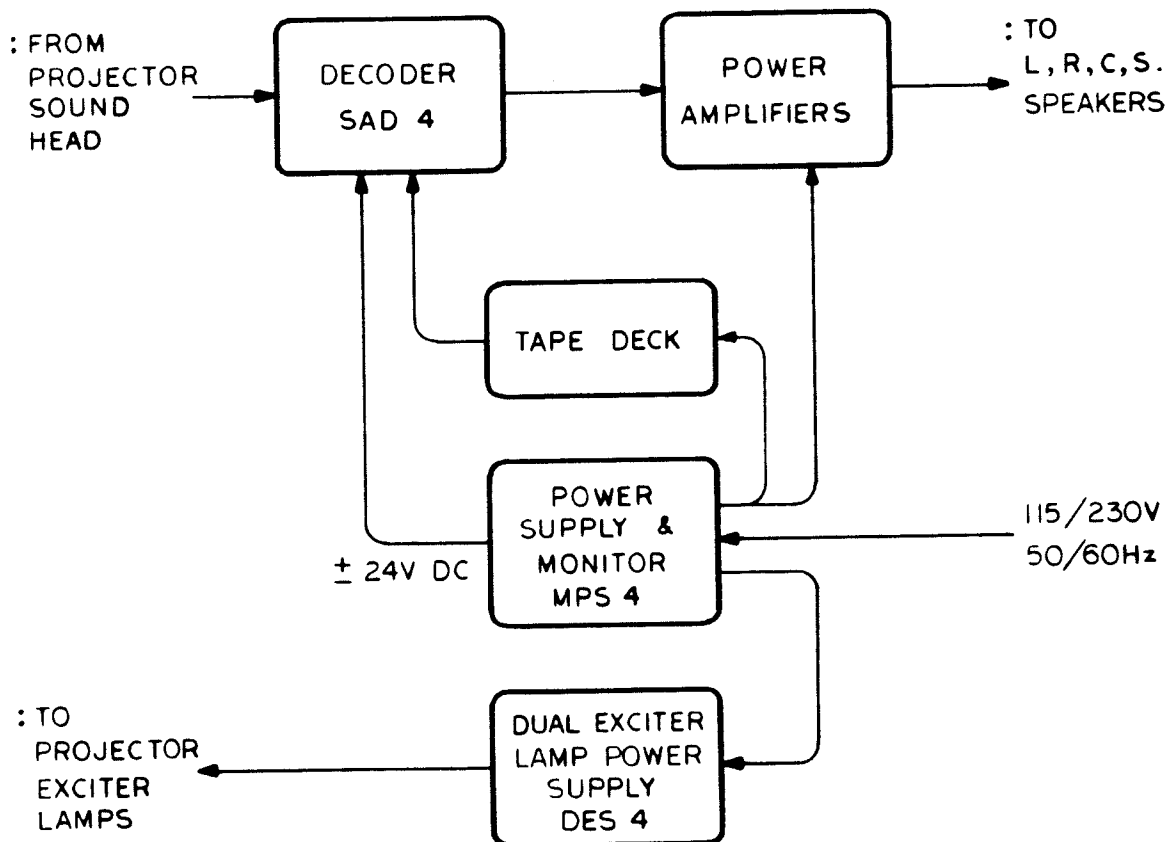 : FROM
PROJECTOR
SOUND
HEAD
DECODER
SAD 4
POWER
AMPLIFIERS
: TO
L, R, C, S.
SPEAKERS
TAPE DECK
POWER
SUPPLY &
MONITOR
MPS 4
± 24V DC
115/230V
50/60Hz
: TO
PROJECTOR
EXCITER
LAMPS
DUAL EXCITER
LAMP POWER
SUPPLY
DES 4